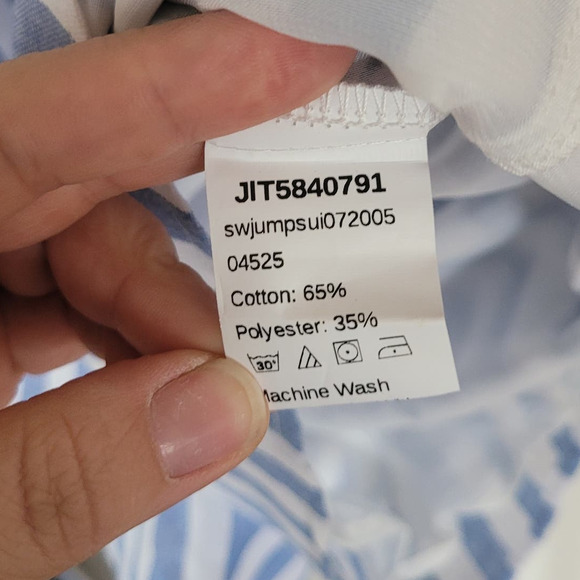 JIT5840791
swjumpsui072005
04525
Cotton: 65%
Polyester: 35%
30°
Machine Wash